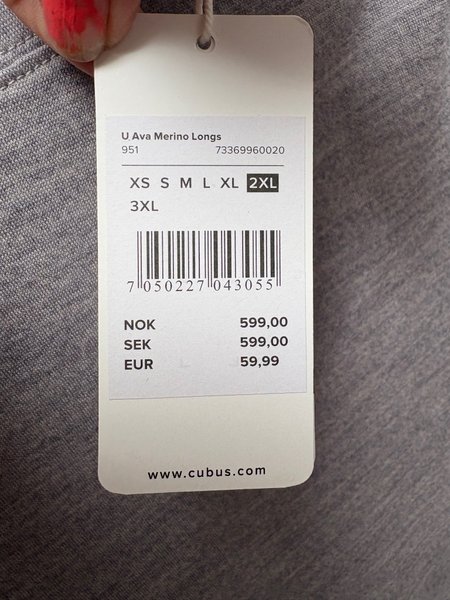 U Ava Merino Longs
951 73369960020
XS S M L XL 2XL
3XL
7 050227 043055
NOK 599,00
SEK 599,00
EUR 59,99
www.cubus.com